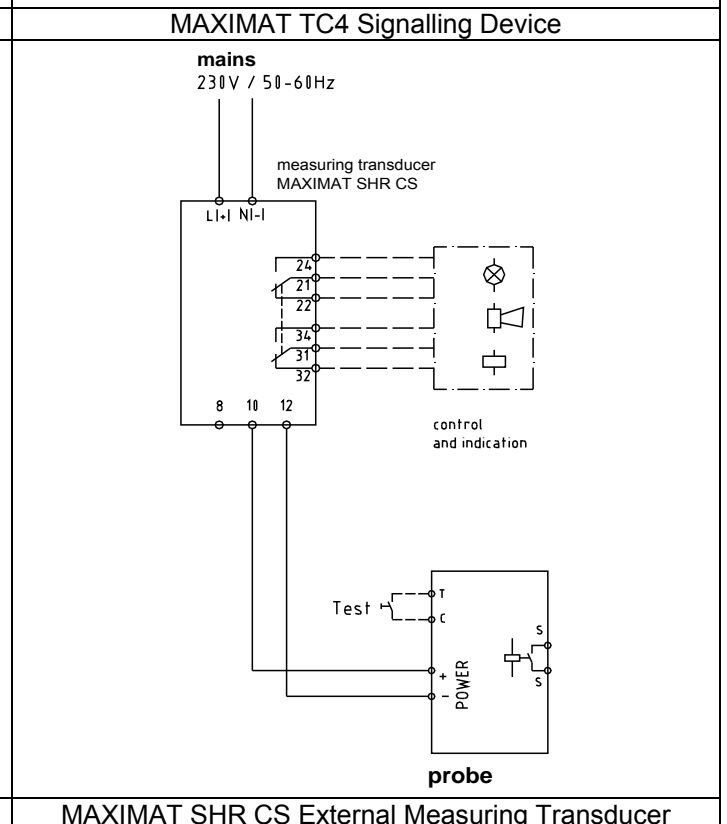 MAXIMAT TC4 Signalling Device
mains
230V / 50-60Hz
measuring transducer
MAXIMAT SHR CS
L|+| N|-|
24
21
22
34
31
32
8 10 12
control
and indication
Test
T
C
S
S
+
-
POWER
probe
MAXIMAT SHR CS External Measuring Transducer